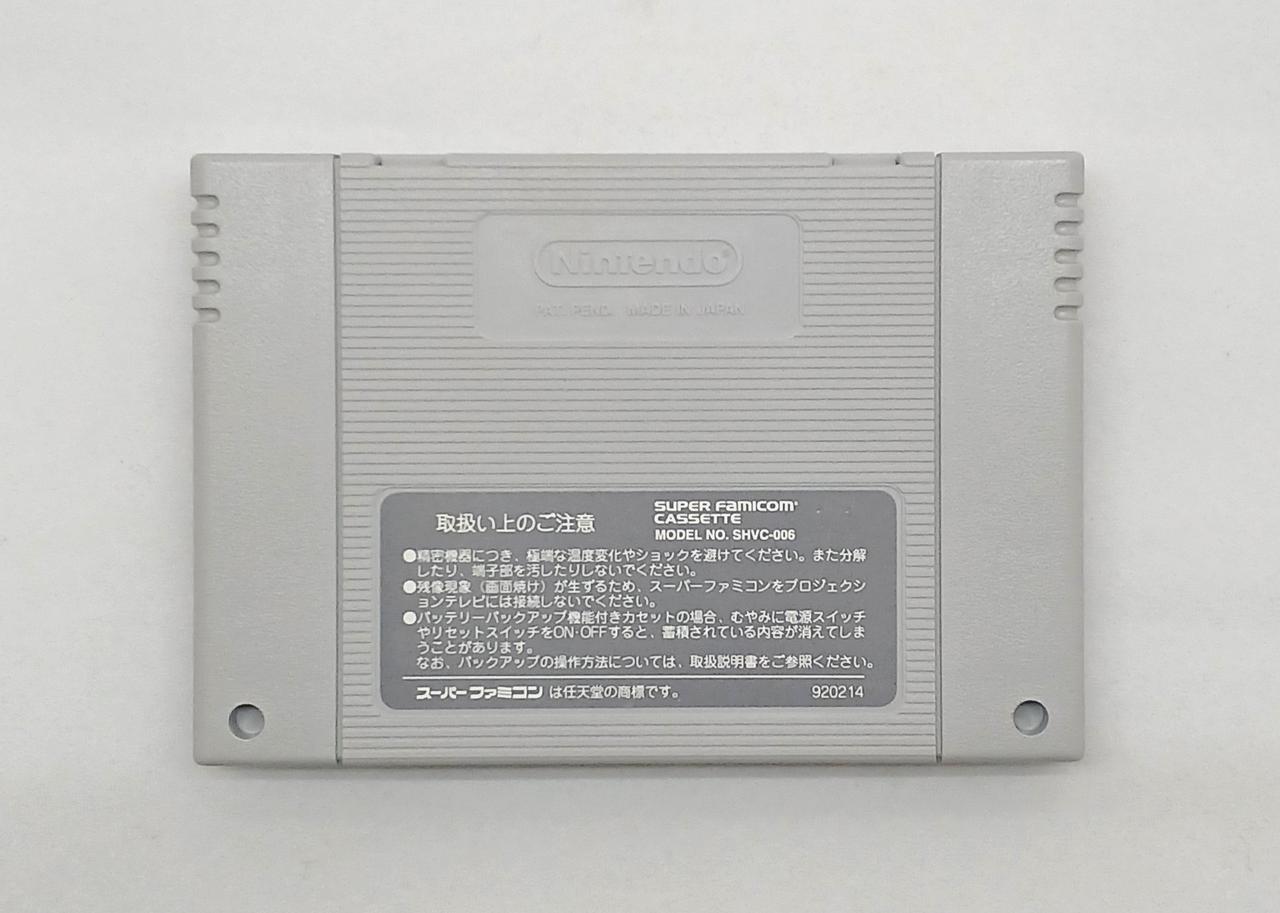 Nintendo®
PAT. PEND. MADE IN JAPAN
取扱い上のご注意
SUPER FAMICOM®
CASSETTE
MODEL NO. SHVC-006
●精密機器につき、極端な温度変化やショックを避けてください。また分解
したり、端子部を汚したりしないでください。
●残像現象（画面焼け）が生ずるため、スーパーファミコンをプロジェクシ
ョンテレビには接続しないでください。
●バッテリーバックアップ機能付きカセットの場合、むやみに電源スイッチ
やリセットスイッチをON・OFFすると、蓄積されている内容が消えてしま
うことがあります。
なお、バックアップの操作方法については、取扱説明書をご参照ください。
スーパーファミコン は任天堂の商標です。 920214